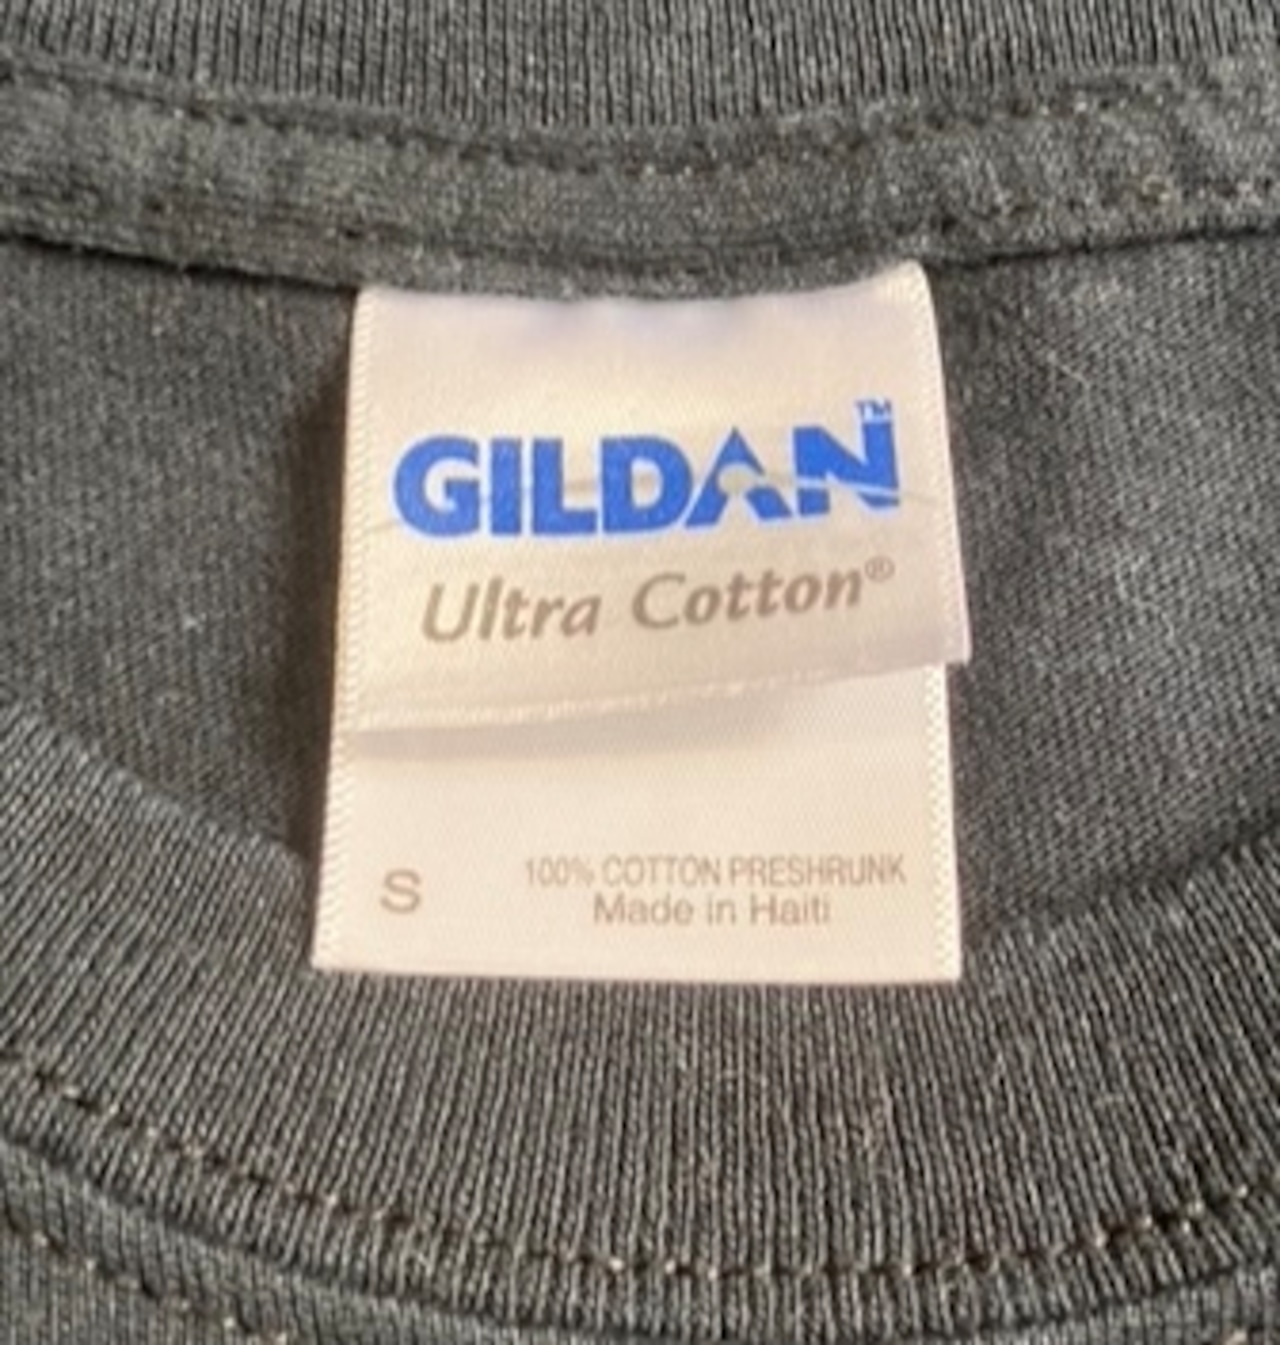 GILDAN™
Ultra Cotton®
S
100% COTTON PRESHRUNK
Made in Haiti